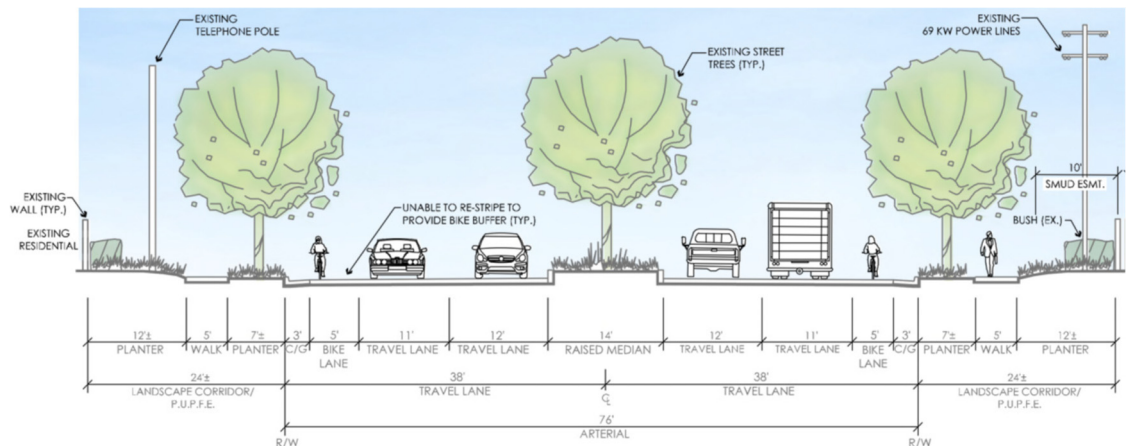 EXISTING
TELEPHONE POLE
EXISTING
69 KW POWER LINES
EXISTING STREET
TREES (TYP.)
10'
SMUD ESMT.
EXISTING
WALL (TYP.)
UNABLE TO RE-STRIPE TO
PROVIDE BIKE BUFFER (TYP.)
BUSH (EX.)
EXISTING
RESIDENTIAL
12'± 5' 7'± 3' 5' 11' 12' 14' 12' 11' 5' 3' 7'± 5' 12'±
PLANTER WALK PLANTER C/G BIKE LANE TRAVEL LANE TRAVEL LANE RAISED MEDIAN TRAVEL LANE TRAVEL LANE BIKE LANE C/G PLANTER WALK PLANTER
24'± 38' 38' 24'±
LANDSCAPE CORRIDOR/ TRAVEL LANE TRAVEL LANE LANDSCAPE CORRIDOR/
P.U.P.F.E. ℄ P.U.P.F.E.
76'
ARTERIAL
R/W R/W